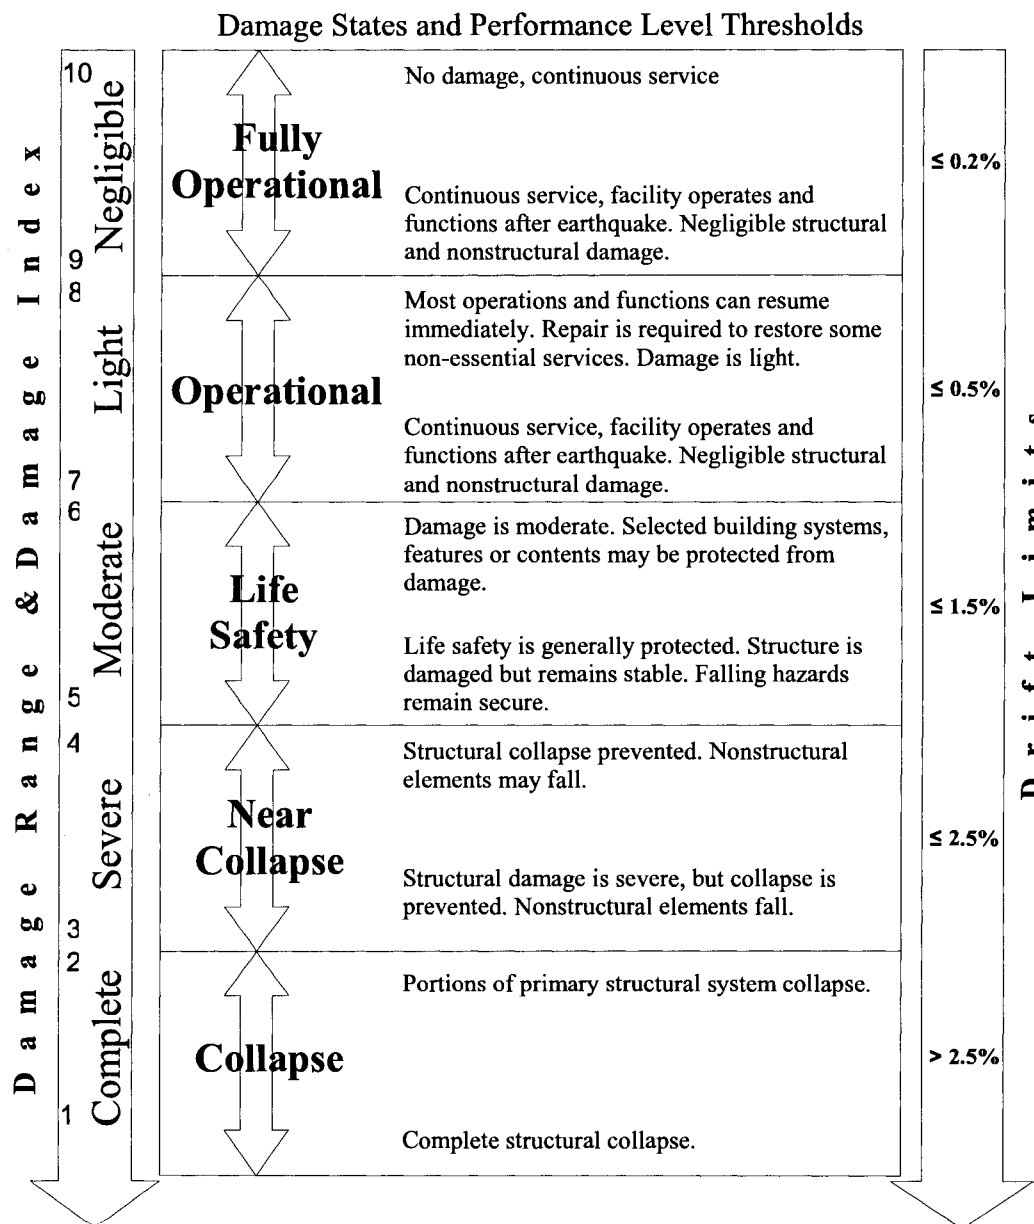 Damage States and Performance Level Thresholds
Damage Range & Damage Index
10
Negligible
9
Fully
Operational
No damage, continuous service
Continuous service, facility operates and
functions after earthquake. Negligible structural
and nonstructural damage.
≤ 0.2%
8
Light
7
Operational
Most operations and functions can resume
immediately. Repair is required to restore some
non-essential services. Damage is light.
Continuous service, facility operates and
functions after earthquake. Negligible structural
and nonstructural damage.
≤ 0.5%
6
Moderate
5
Life
Safety
Damage is moderate. Selected building systems,
features or contents may be protected from
damage.
Life safety is generally protected. Structure is
damaged but remains stable. Falling hazards
remain secure.
≤ 1.5%
4
Severe
3
Near
Collapse
Structural collapse prevented. Nonstructural
elements may fall.
Structural damage is severe, but collapse is
prevented. Nonstructural elements fall.
≤ 2.5%
2
Complete
1
Collapse
Portions of primary structural system collapse.
Complete structural collapse.
> 2.5%
Drift Limits